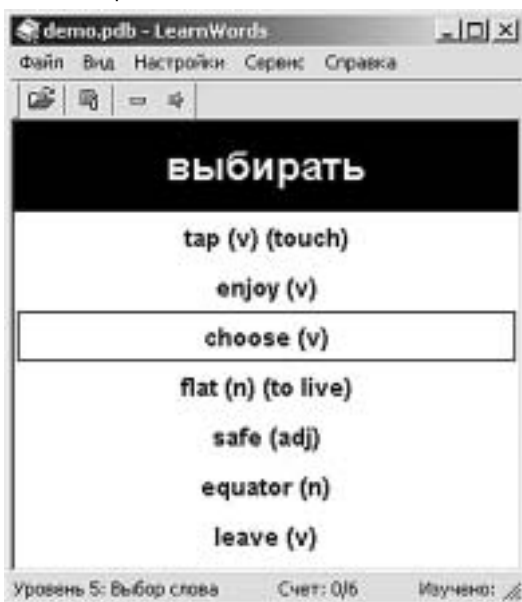 demo.pdb - LearnWords
Файл Вид Настройки Сервис Справка
выбирать
tap (v) (touch)
enjoy (v)
choose (v)
flat (n) (to live)
safe (adj)
equator (n)
leave (v)
Уровень 5: Выбор слова Счет: 0/6 Изучено: